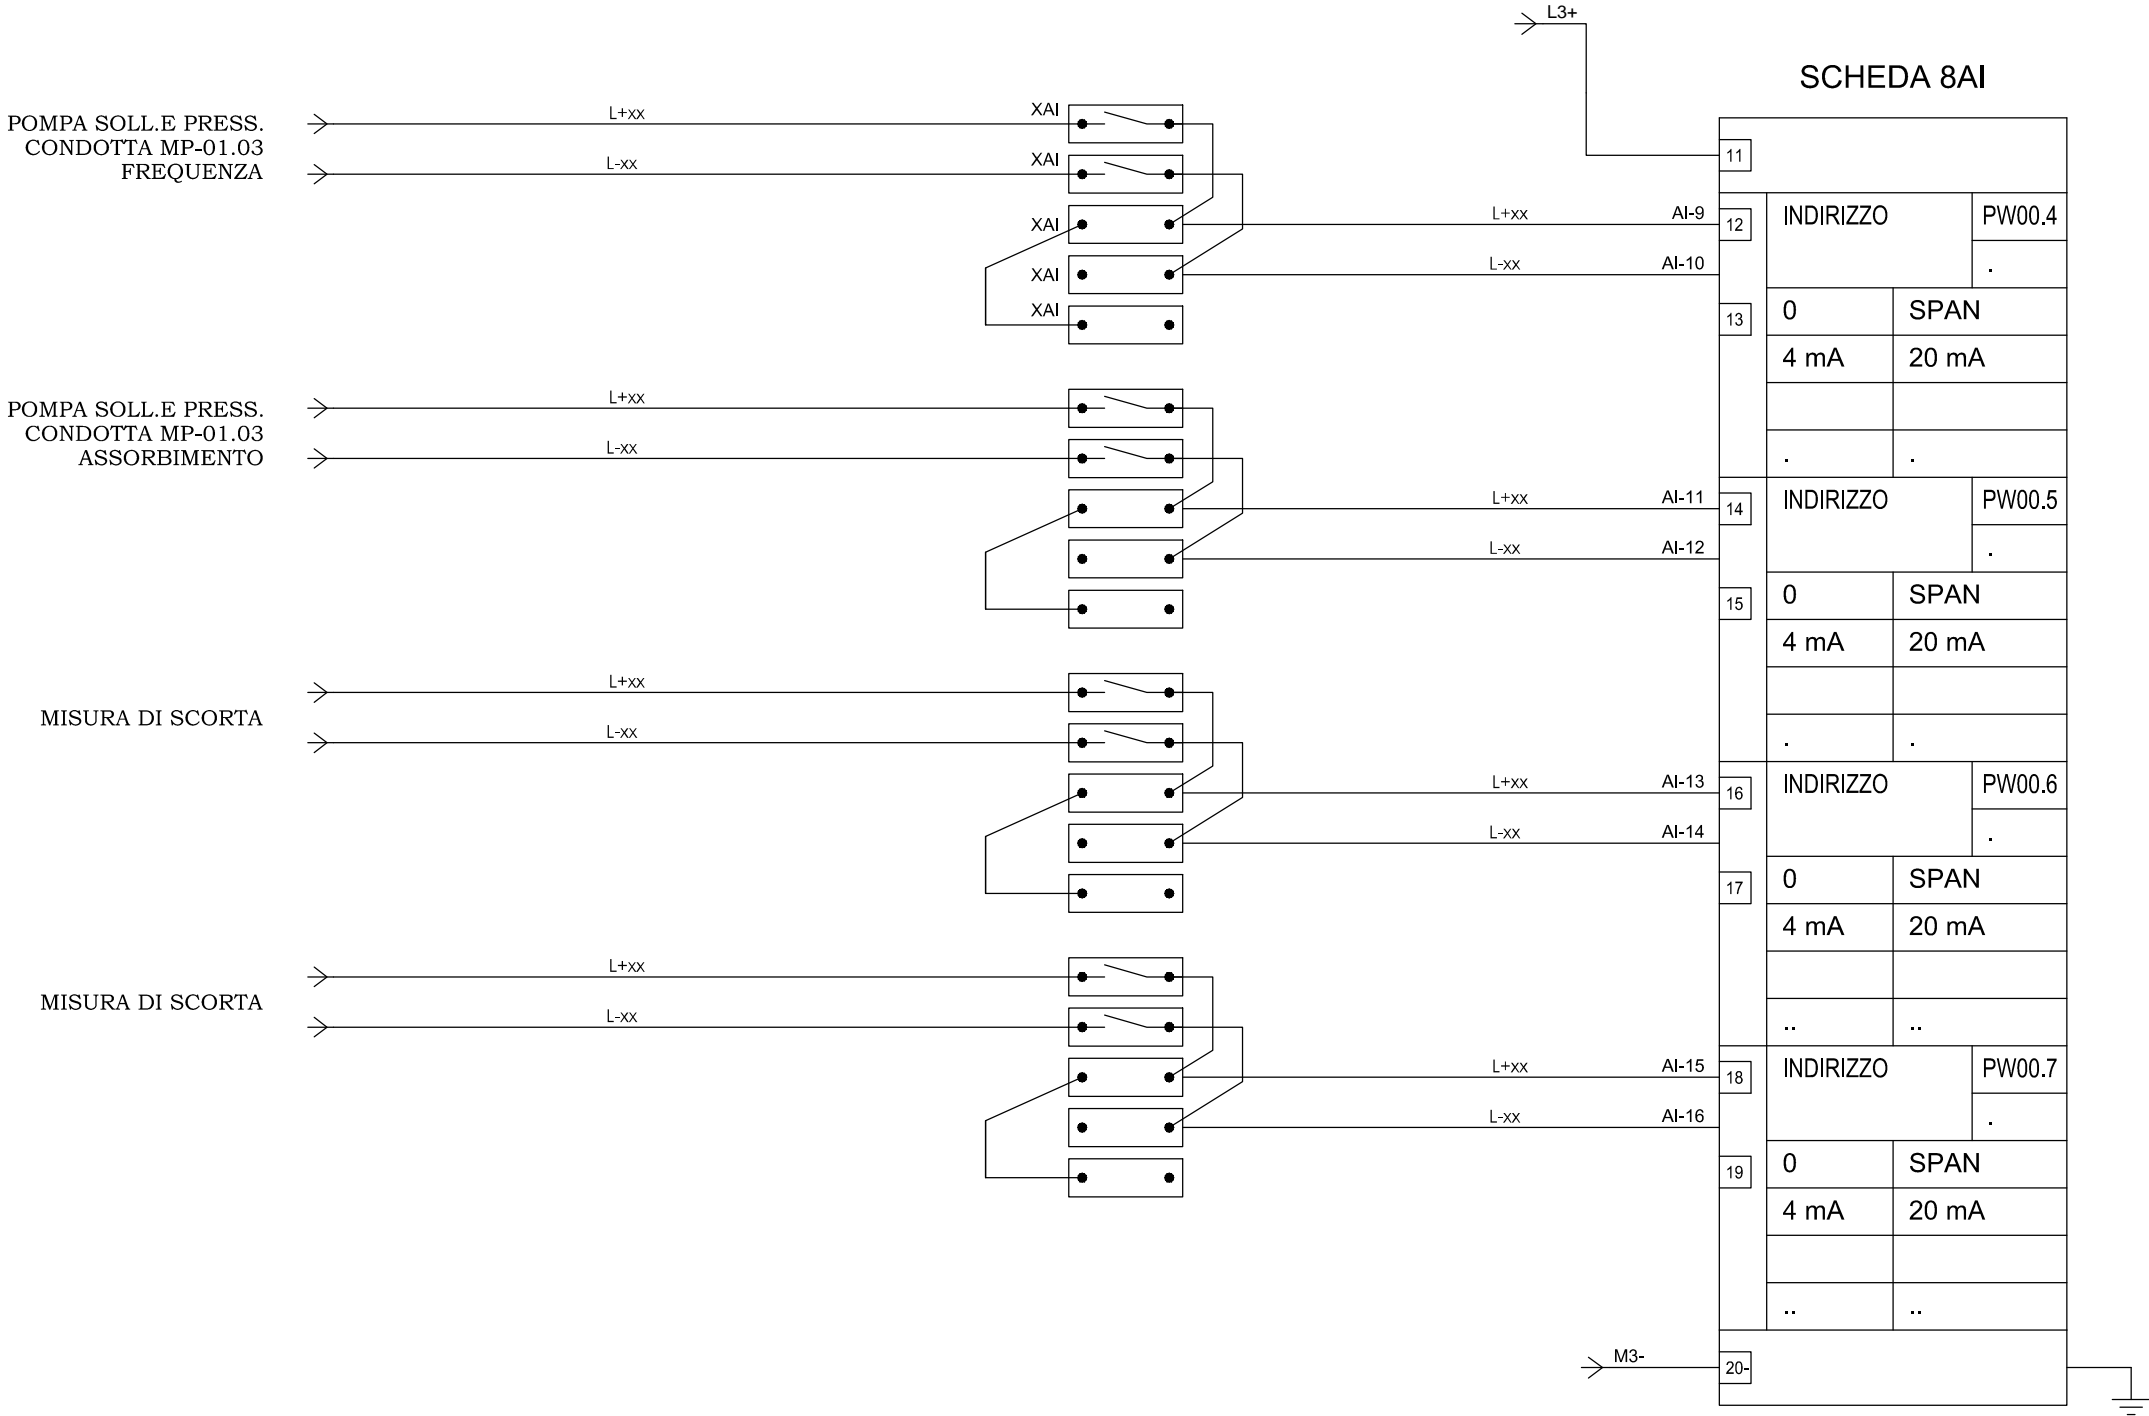 L3+
SCHEDA 8AI
POMPA SOLL.E PRESS.
CONDOTTA MP-01.03
FREQUENZA
L+xx
XAI
L-xx
XAI
XAI
XAI
XAI
L+xx
AI-9
L-xx
AI-10
11
12
INDIRIZZO
PW00.4
.
13
0
SPAN
4 mA
20 mA
.
.
POMPA SOLL.E PRESS.
CONDOTTA MP-01.03
ASSORBIMENTO
L+xx
L-xx
L+xx
AI-11
L-xx
AI-12
14
INDIRIZZO
PW00.5
.
15
0
SPAN
4 mA
20 mA
.
.
MISURA DI SCORTA
L+xx
L-xx
L+xx
AI-13
L-xx
AI-14
16
INDIRIZZO
PW00.6
.
17
0
SPAN
4 mA
20 mA
..
..
MISURA DI SCORTA
L+xx
L-xx
L+xx
AI-15
L-xx
AI-16
18
INDIRIZZO
PW00.7
.
19
0
SPAN
4 mA
20 mA
..
..
M3-
20-